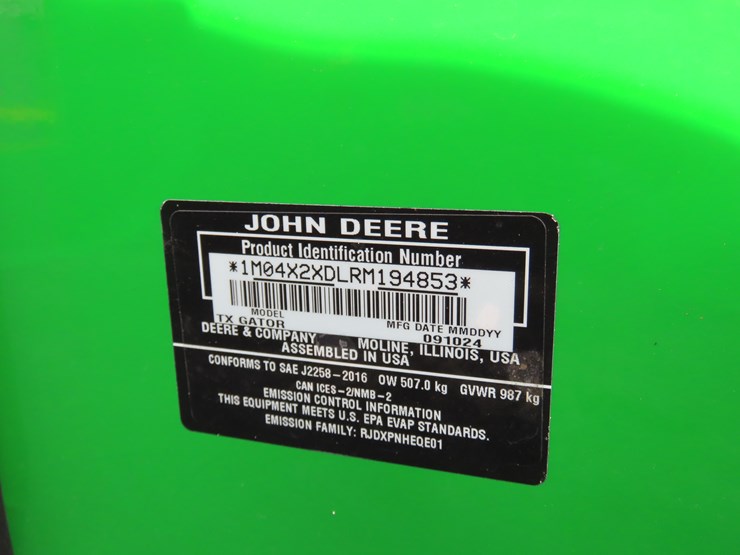 JOHN DEERE
Product Identification Number
*1M04X2XDLRM194853*
MODEL
TX GATOR
MFG DATE MMDDYY
091024
DEERE & COMPANY MOLINE, ILLINOIS, USA
ASSEMBLED IN USA
CONFORMS TO SAE J2258-2016 OW 507.0 kg GVWR 987 kg
CAN ICES-2/NMB-2
EMISSION CONTROL INFORMATION
THIS EQUIPMENT MEETS U.S. EPA EVAP STANDARDS.
EMISSION FAMILY: RJDXPNHEQE01